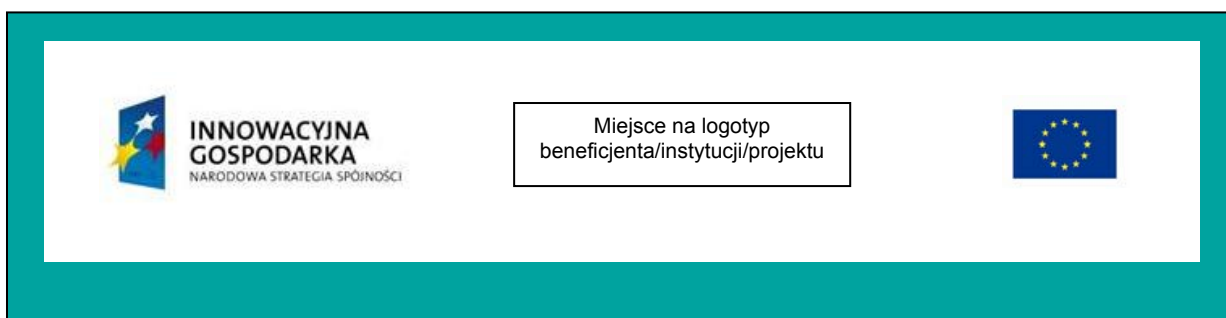 INNOWACYJNA
GOSPODARKA
NARODOWA STRATEGIA SPÓJNOŚCI
Miejsce na logotyp
beneficjenta/instytucji/projektu